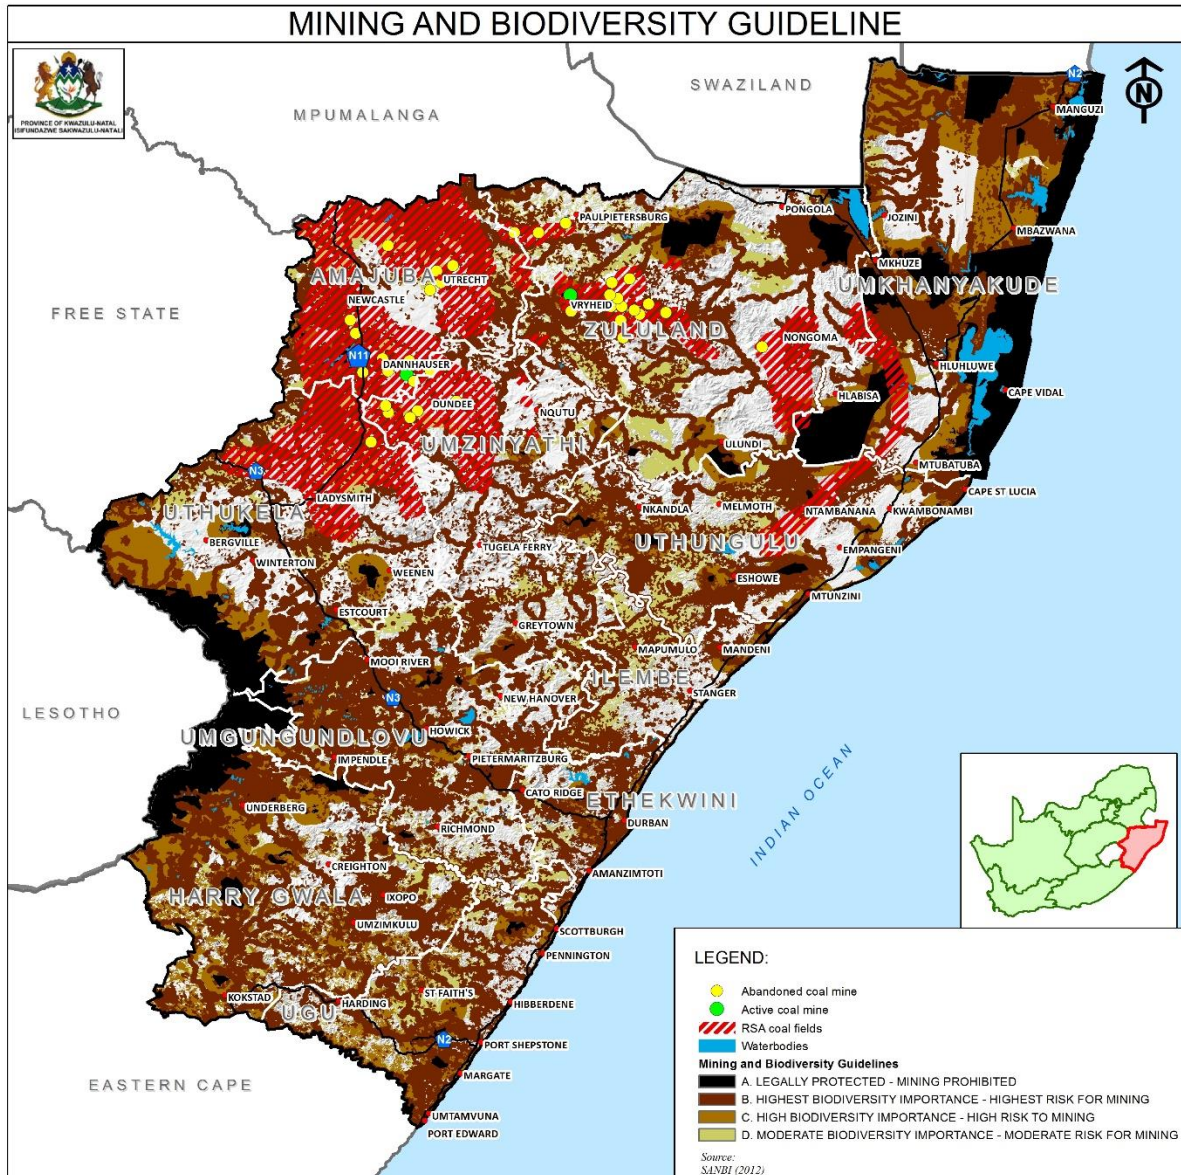 MINING AND BIODIVERSITY GUIDELINE
PROVINCE OF KWAZULU-NATAL
ISIFUNDAZWE SAKWAZULU-NATALI
SWAZILAND
MPUMALANGA
N2
N
MANGUZI
PAULPIETERSBURG
PONGOLA
JOZINI
MBAZWANA
MKHUZE
AMAJUBA
UTRECHT
UMKHANYAKUDE
NEWCASTLE
FREE STATE
VRYHEID
ZULULAND
NONGOMA
N11
DANNHAUSER
HLUHLUWE
HLABISA
CAPE VIDAL
DUNDEE
NQUTU
UMZINYATHI
ULUNDI
MTUBATUBA
N3
CAPE ST LUCIA
LADYSMITH
UTHUKELA
NKANDLA
MELMOTH
NTAMBANANA
KWAMBONAMBI
BERGVILLE
UTHUNGULU
TUGELA FERRY
EMPANGENI
WINTERTON
WEENEN
ESHOWE
MTUNZINI
ESTCOURT
GREYTOWN
MAPUMULO
MANDENI
MOOI RIVER
ILEMBE
N3
NEW HANOVER
STANGER
LESOTHO
HOWICK
UMGUNGUNDLOVU
IMPENDLE
PIETERMARITZBURG
CATO RIDGE
ETHEKWINI
UNDERBERG
DURBAN
INDIAN OCEAN
RICHMOND
CREIGHTON
AMANZIMTOTI
HARRY GWALA
IXOPO
UMZIMKULU
SCOTTBURGH
PENNINGTON
KOKSTAD
HARDING
ST FAITH'S
HIBBERDENE
UGU
N2
PORT SHEPSTONE
MARGATE
EASTERN CAPE
UMTAMVUNA
PORT EDWARD
LEGEND:
Abandoned coal mine
Active coal mine
RSA coal fields
Waterbodies
Mining and Biodiversity Guidelines
A. LEGALLY PROTECTED - MINING PROHIBITED
B. HIGHEST BIODIVERSITY IMPORTANCE - HIGHEST RISK FOR MINING
C. HIGH BIODIVERSITY IMPORTANCE - HIGH RISK TO MINING
D. MODERATE BIODIVERSITY IMPORTANCE - MODERATE RISK FOR MINING
Source:
SANBI (2012)